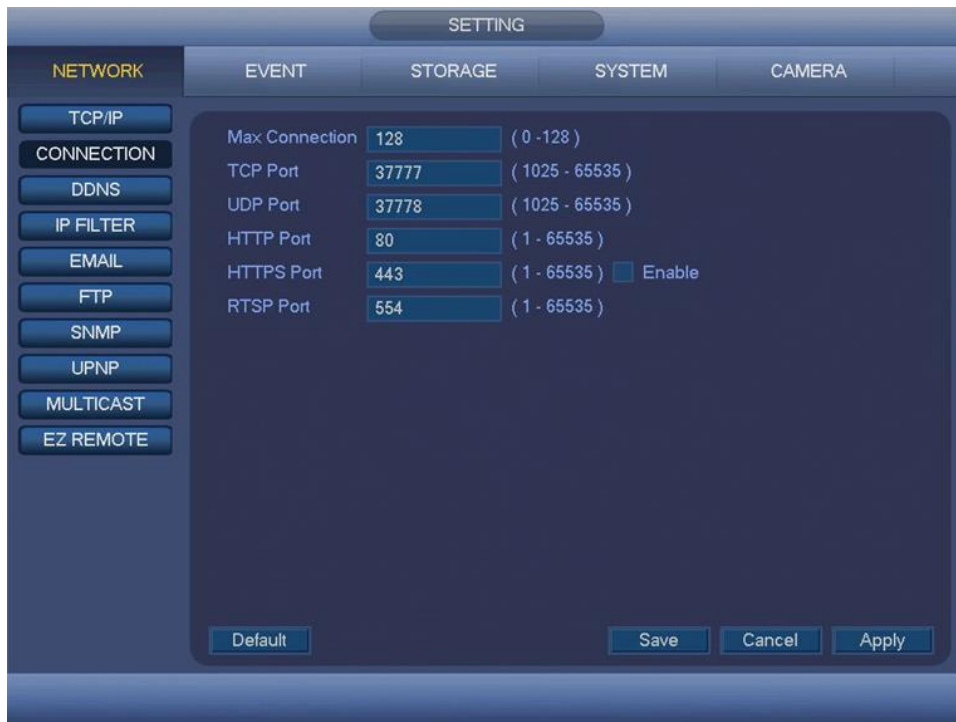 SETTING
NETWORK EVENT STORAGE SYSTEM CAMERA
TCP/IP
CONNECTION
DDNS
IP FILTER
EMAIL
FTP
SNMP
UPNP
MULTICAST
EZ REMOTE
Max Connection 128 ( 0 -128 )
TCP Port 37777 ( 1025 - 65535 )
UDP Port 37778 ( 1025 - 65535 )
HTTP Port 80 ( 1 - 65535 )
HTTPS Port 443 ( 1 - 65535 ) Enable
RTSP Port 554 ( 1 - 65535 )
Default Save Cancel Apply